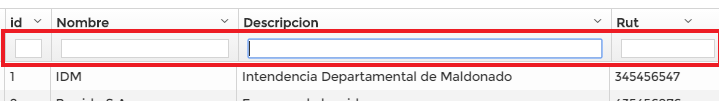 id Nombre Descripcion Rut
1 IDM Intendencia Departamental de Maldonado 345456547